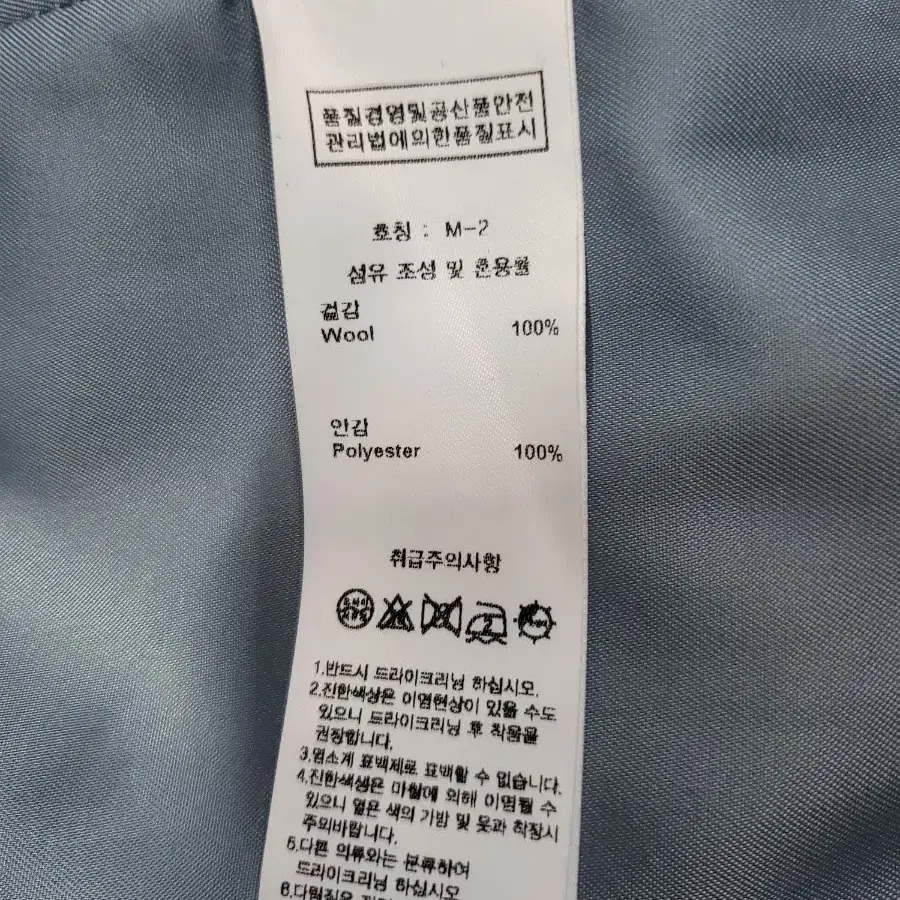 품질경영및공산품안전
관리법에의한품질표시
호칭 : M-2
섬유 조성 및 혼용률
겉감
Wool 100%
안감
Polyester 100%
취급주의사항
1.반드시 드라이크리닝 하십시오.
2.진한색상은 이염현상이 있을 수도
있으니 드라이크리닝 후 착용을
권장합니다.
3.염소계 표백제로 표백할 수 없습니다.
4.진한색생은 마찰에 의해 이염될 수
있으니 옅은 색의 가방 및 옷과 착장시
주의바랍니다.
5.다른 의류와는 분류하여
드라이크리닝 하십시오